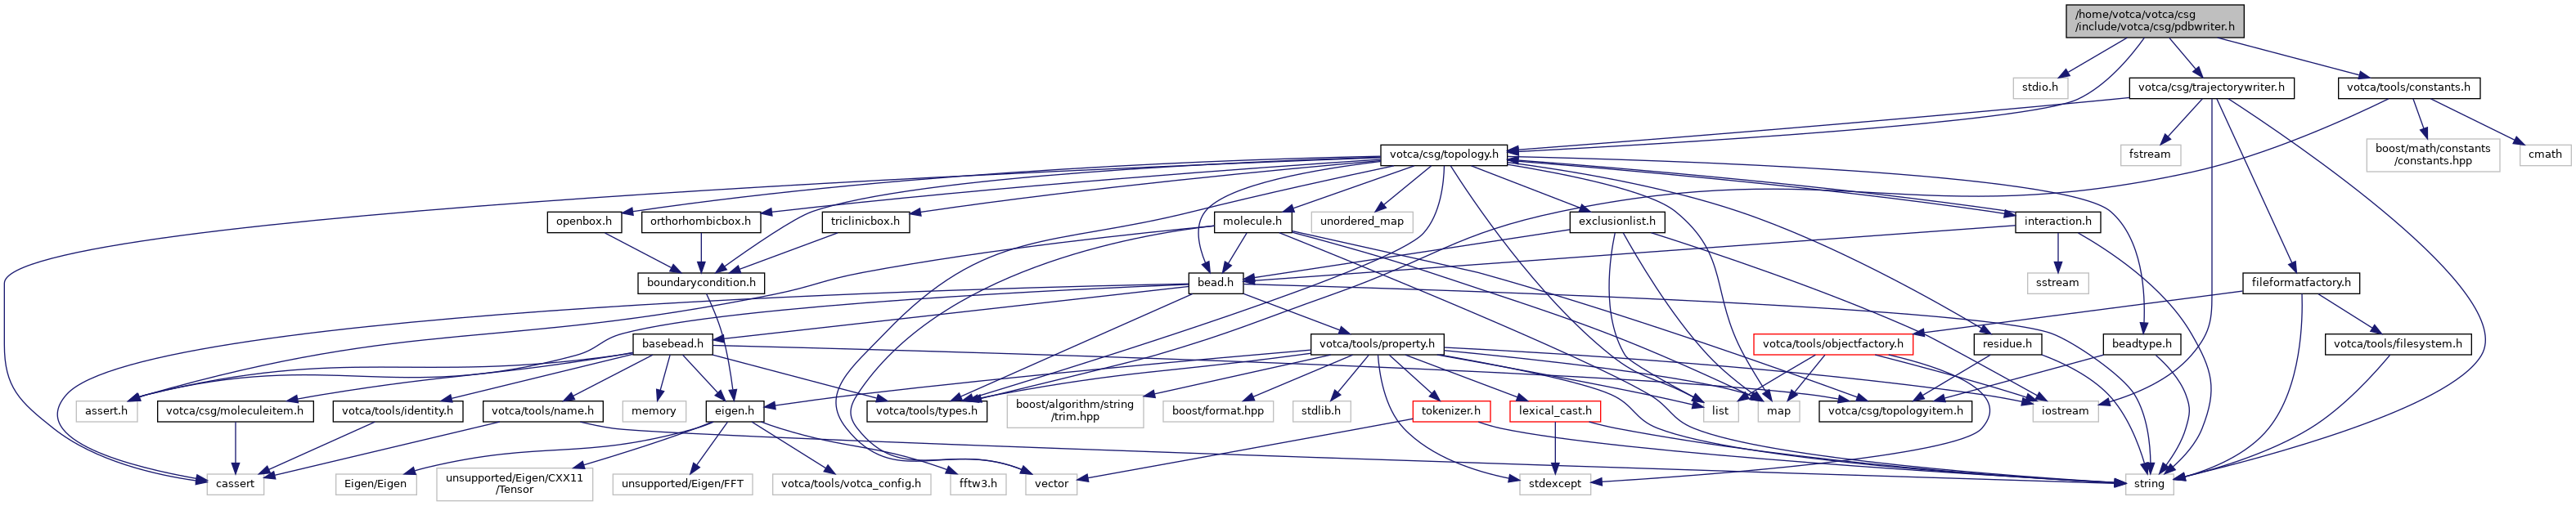 /home/votca/votca/csg
/include/votca/csg/pdbwriter.h
stdio.h
votca/csg/trajectorywriter.h
votca/tools/constants.h
votca/csg/topology.h
fstream
boost/math/constants
/constants.hpp
cmath
openbox.h
orthorhombicbox.h
triclinicbox.h
molecule.h
unordered_map
exclusionlist.h
interaction.h
boundarycondition.h
bead.h
sstream
fileformatfactory.h
basebead.h
votca/tools/property.h
votca/tools/objectfactory.h
residue.h
beadtype.h
votca/tools/filesystem.h
assert.h
votca/csg/moleculeitem.h
votca/tools/identity.h
votca/tools/name.h
memory
eigen.h
votca/tools/types.h
boost/algorithm/string
/trim.hpp
boost/format.hpp
stdlib.h
tokenizer.h
lexical_cast.h
list
map
votca/csg/topologyitem.h
iostream
cassert
Eigen/Eigen
unsupported/Eigen/CXX11
/Tensor
unsupported/Eigen/FFT
votca/tools/votca_config.h
fftw3.h
vector
stdexcept
string